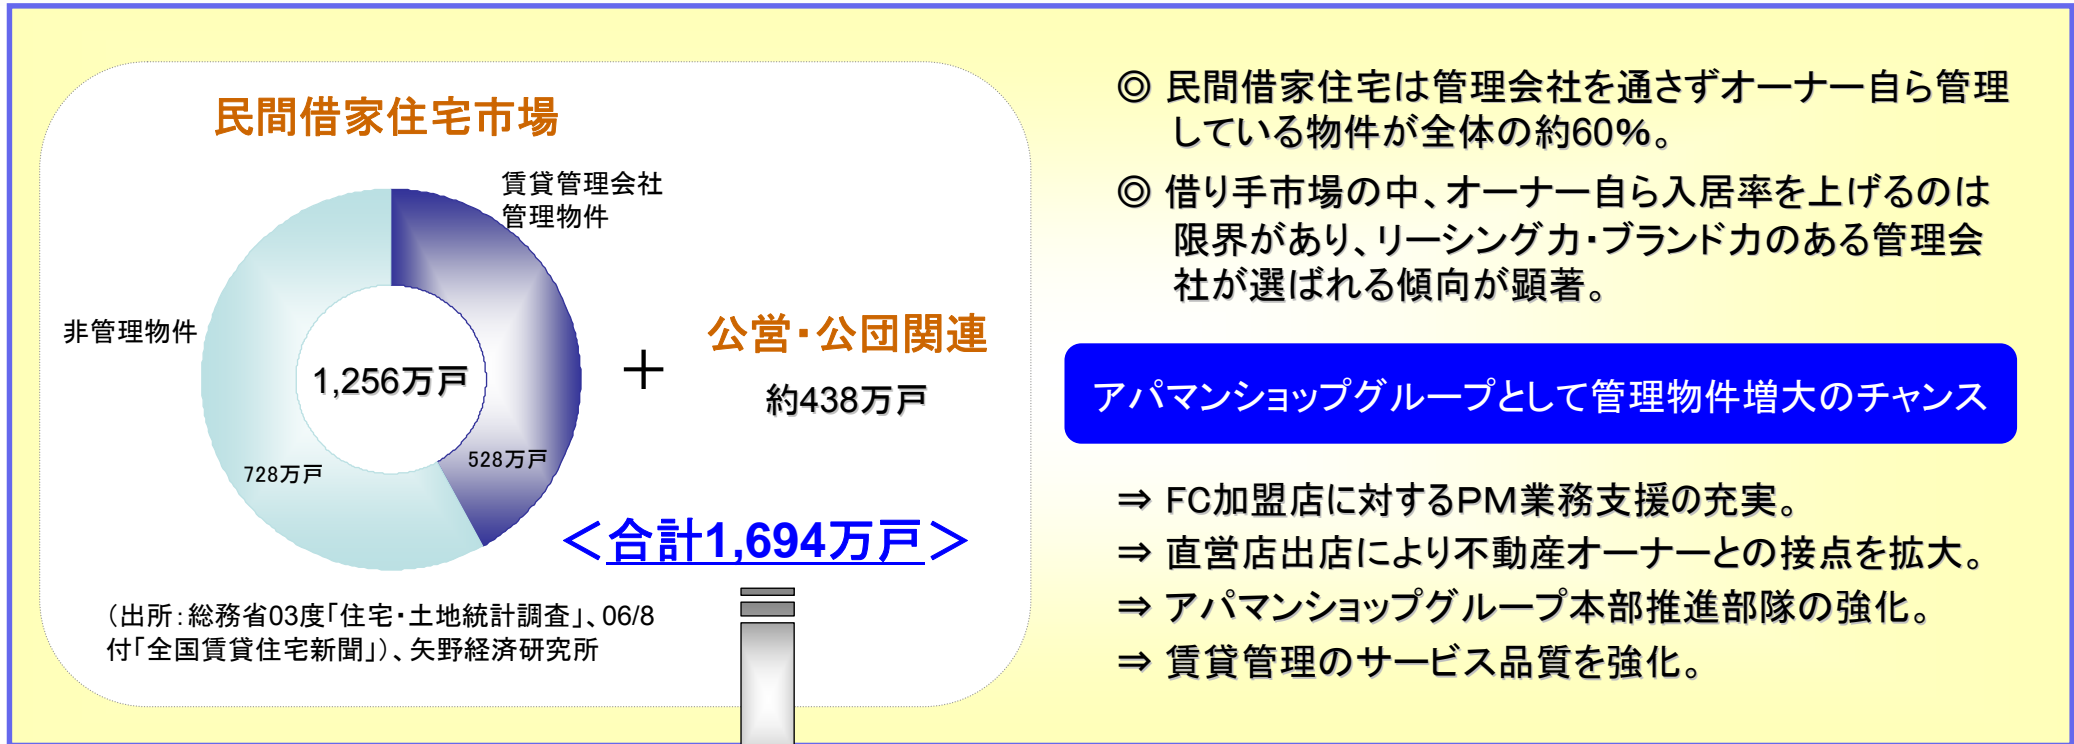 民間借家住宅市場
賃貸管理会社
管理物件
非管理物件
1,256万戸
528万戸
728万戸
+
公営・公団関連
約438万戸
＜合計1,694万戸＞
（出所：総務省03度「住宅・土地統計調査」、06/8
付「全国賃貸住宅新聞」）、矢野経済研究所
◎ 民間借家住宅は管理会社を通さずオーナー自ら管理
している物件が全体の約60％。
◎ 借り手市場の中、オーナー自ら入居率を上げるのは
限界があり、リーシング力・ブランド力のある管理会
社が選ばれる傾向が顕著。
アパマンショップグループとして管理物件増大のチャンス
⇒ FC加盟店に対するPM業務支援の充実。
⇒ 直営店出店により不動産オーナーとの接点を拡大。
⇒ アパマンショップグループ本部推進部隊の強化。
⇒ 賃貸管理のサービス品質を強化。